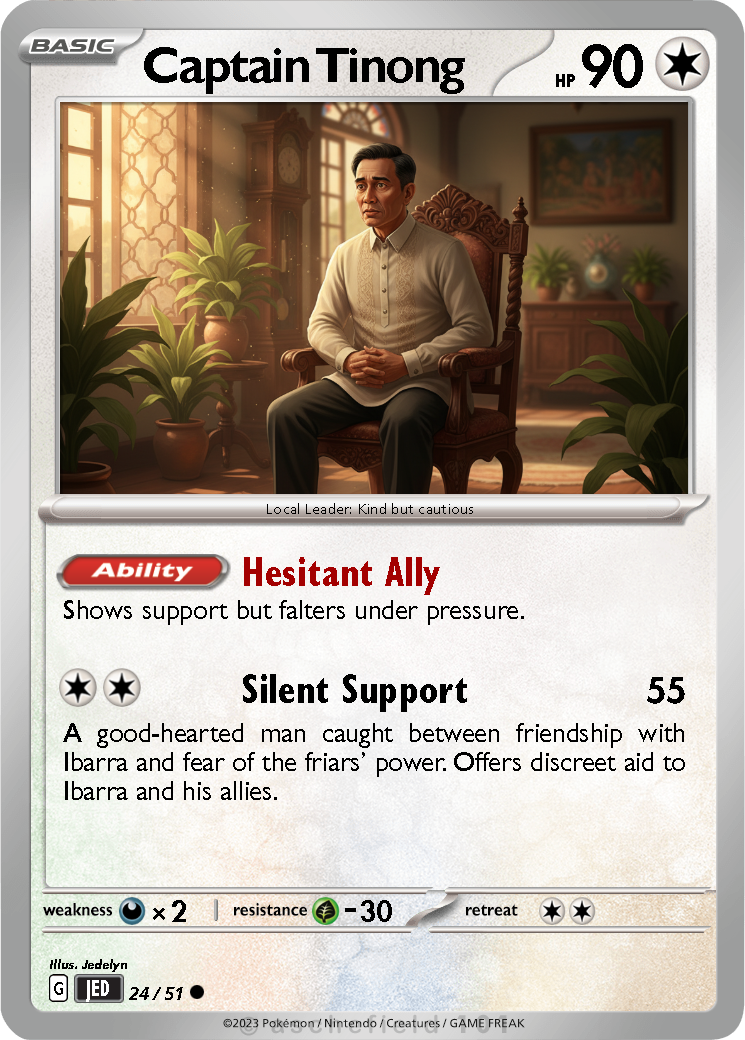 BASIC
Captain Tinong
HP 90
Local Leader: Kind but cautious
Ability Hesitant Ally
Shows support but falters under pressure.
Silent Support 55
A good-hearted man caught between friendship with
Ibarra and fear of the friars' power. Offers discreet aid to
Ibarra and his allies.
weakness × 2 | resistance -30 retreat
Illus. Jedelyn
G JED 24 / 51
©2023 Pokémon / Nintendo / Creatures / GAME FREAK